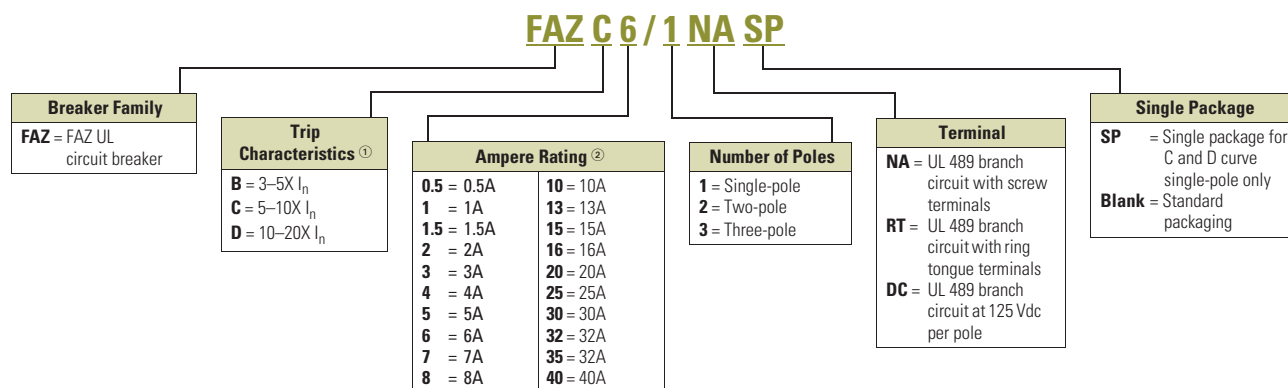 FAZ C 6 / 1 NA SP
Breaker Family
FAZ = FAZ UL
circuit breaker
Trip
Characteristics ①
B = 3–5X In
C = 5–10X In
D = 10–20X In
Ampere Rating ②
0.5 = 0.5A
1 = 1A
1.5 = 1.5A
2 = 2A
3 = 3A
4 = 4A
5 = 5A
6 = 6A
7 = 7A
8 = 8A
10 = 10A
13 = 13A
15 = 15A
16 = 16A
20 = 20A
25 = 25A
30 = 30A
32 = 32A
35 = 32A
40 = 40A
Number of Poles
1 = Single-pole
2 = Two-pole
3 = Three-pole
Terminal
NA = UL 489 branch
circuit with screw
terminals
RT = UL 489 branch
circuit with ring
tongue terminals
DC = UL 489 branch
circuit at 125 Vdc
per pole
Single Package
SP = Single package for
C and D curve
single-pole only
Blank = Standard
packaging